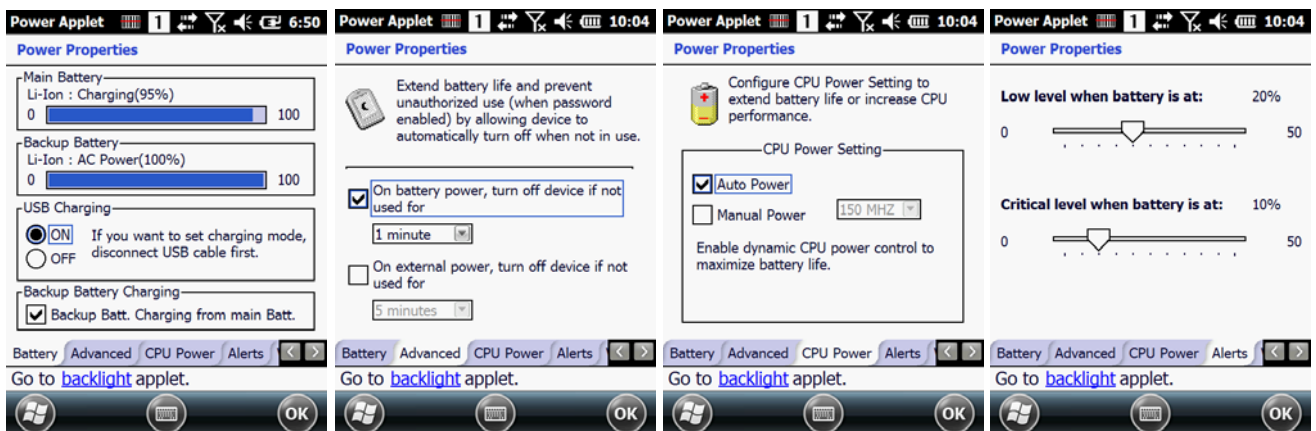 Power Applet 1 6:50
Power Properties
Main Battery
Li-Ion : Charging(95%)
0 100
Backup Battery
Li-Ion : AC Power(100%)
0 100
USB Charging
ON If you want to set charging mode,
OFF disconnect USB cable first.
Backup Battery Charging
Backup Batt. Charging from main Batt.
Battery Advanced CPU Power Alerts
Go to backlight applet.
OK
Power Applet 1 10:04
Power Properties
Extend battery life and prevent
unauthorized use (when password
enabled) by allowing device to
automatically turn off when not in use.
On battery power, turn off device if not
used for
1 minute
On external power, turn off device if not
used for
5 minutes
Battery Advanced CPU Power Alerts
Go to backlight applet.
OK
Power Applet 1 10:04
Power Properties
Configure CPU Power Setting to
extend battery life or increase CPU
performance.
CPU Power Setting
Auto Power
Manual Power 150 MHZ
Enable dynamic CPU power control to
maximize battery life.
Battery Advanced CPU Power Alerts
Go to backlight applet.
OK
Power Applet 1 10:04
Power Properties
Low level when battery is at: 20%
0 50
Critical level when battery is at: 10%
0 50
Battery Advanced CPU Power Alerts
Go to backlight applet.
OK